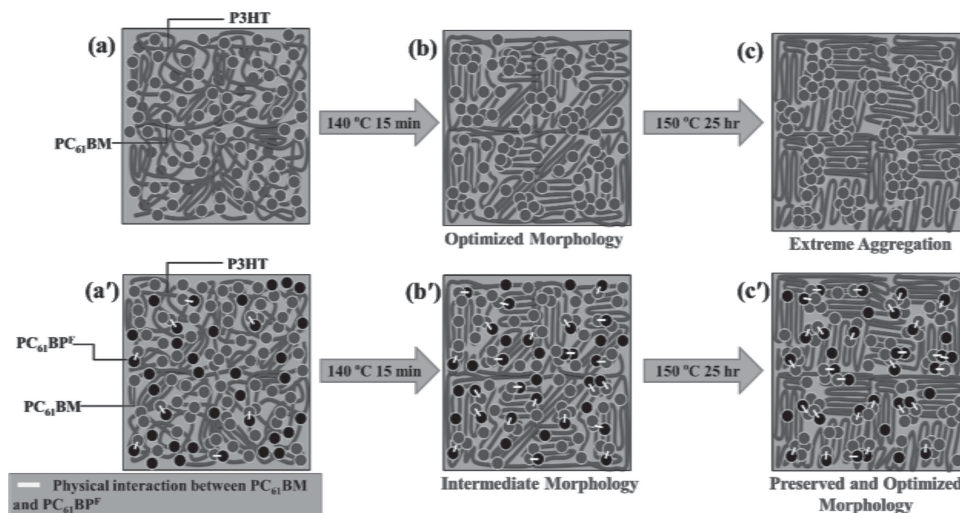 P3HT
(a)
(b)
(c)
140 °C 15 min
150 °C 25 hr
PC₆₁BM
Optimized Morphology
Extreme Aggregation
P3HT
(a′)
(b′)
(c′)
PC₆₁BPᶠ
140 °C 15 min
150 °C 25 hr
PC₆₁BM
Physical interaction between PC₆₁BM
and PC₆₁BPᶠ
Intermediate Morphology
Preserved and Optimized
Morphology